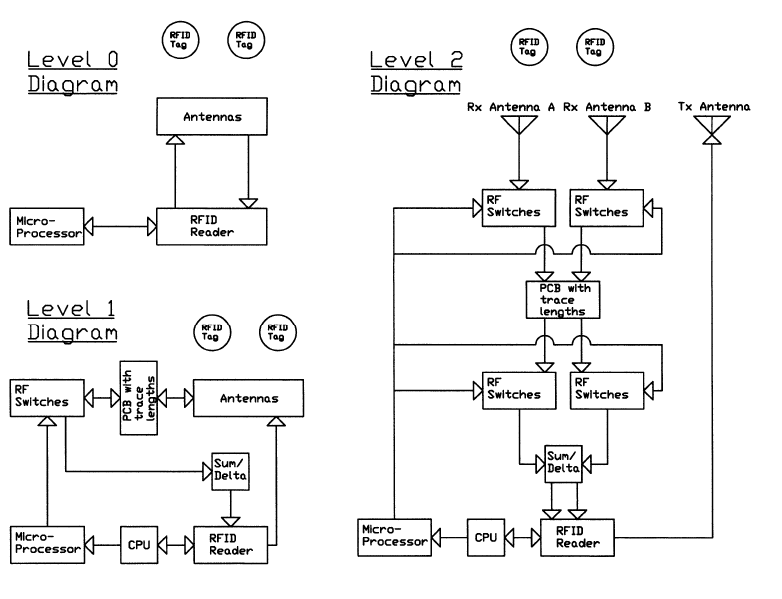 Level 0
Diagram
RFID
Tag
RFID
Tag
Antennas
Micro-
Processor
RFID
Reader
Level 1
Diagram
RFID
Tag
RFID
Tag
RF
Switches
PCB with
trace
lengths
Antennas
Sum/
Delta
Micro-
Processor
CPU
RFID
Reader
Level 2
Diagram
RFID
Tag
RFID
Tag
Rx Antenna A
Rx Antenna B
Tx Antenna
RF
Switches
RF
Switches
PCB with
trace
lengths
RF
Switches
RF
Switches
Sum/
Delta
Micro-
Processor
CPU
RFID
Reader